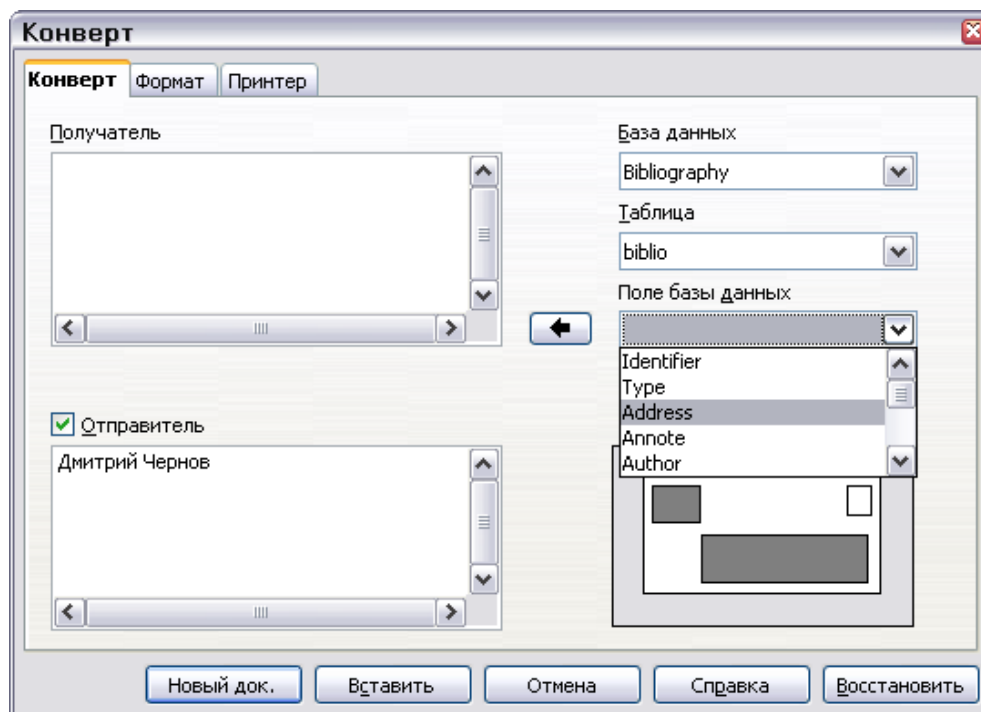 Конверт
Конверт Формат Принтер
Получатель
База данных
Bibliography
Таблица
biblio
Поле базы данных
Identifier
Type
Address
Annote
Author
Отправитель
Дмитрий Чернов
Новый док. Вставить Отмена Справка Восстановить